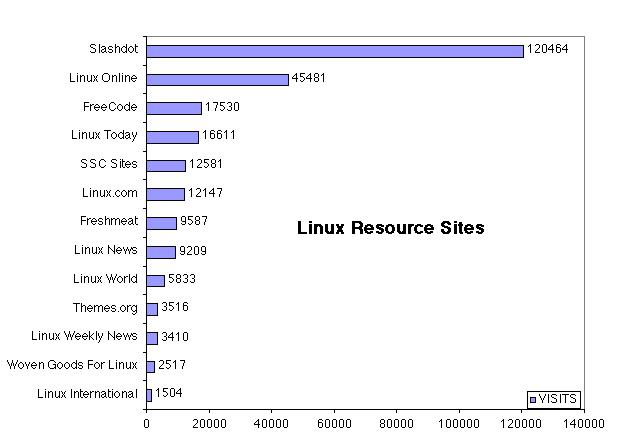 Slashdot 120464
Linux Online 45481
FreeCode 17530
Linux Today 16611
SSC Sites 12581
Linux.com 12147
Freshmeat 9587
Linux Resource Sites
Linux News 9209
Linux World 5833
Themes.org 3516
Linux Weekly News 3410
Woven Goods For Linux 2517
Linux International 1504
VISITS
0 20000 40000 60000 80000 100000 120000 140000